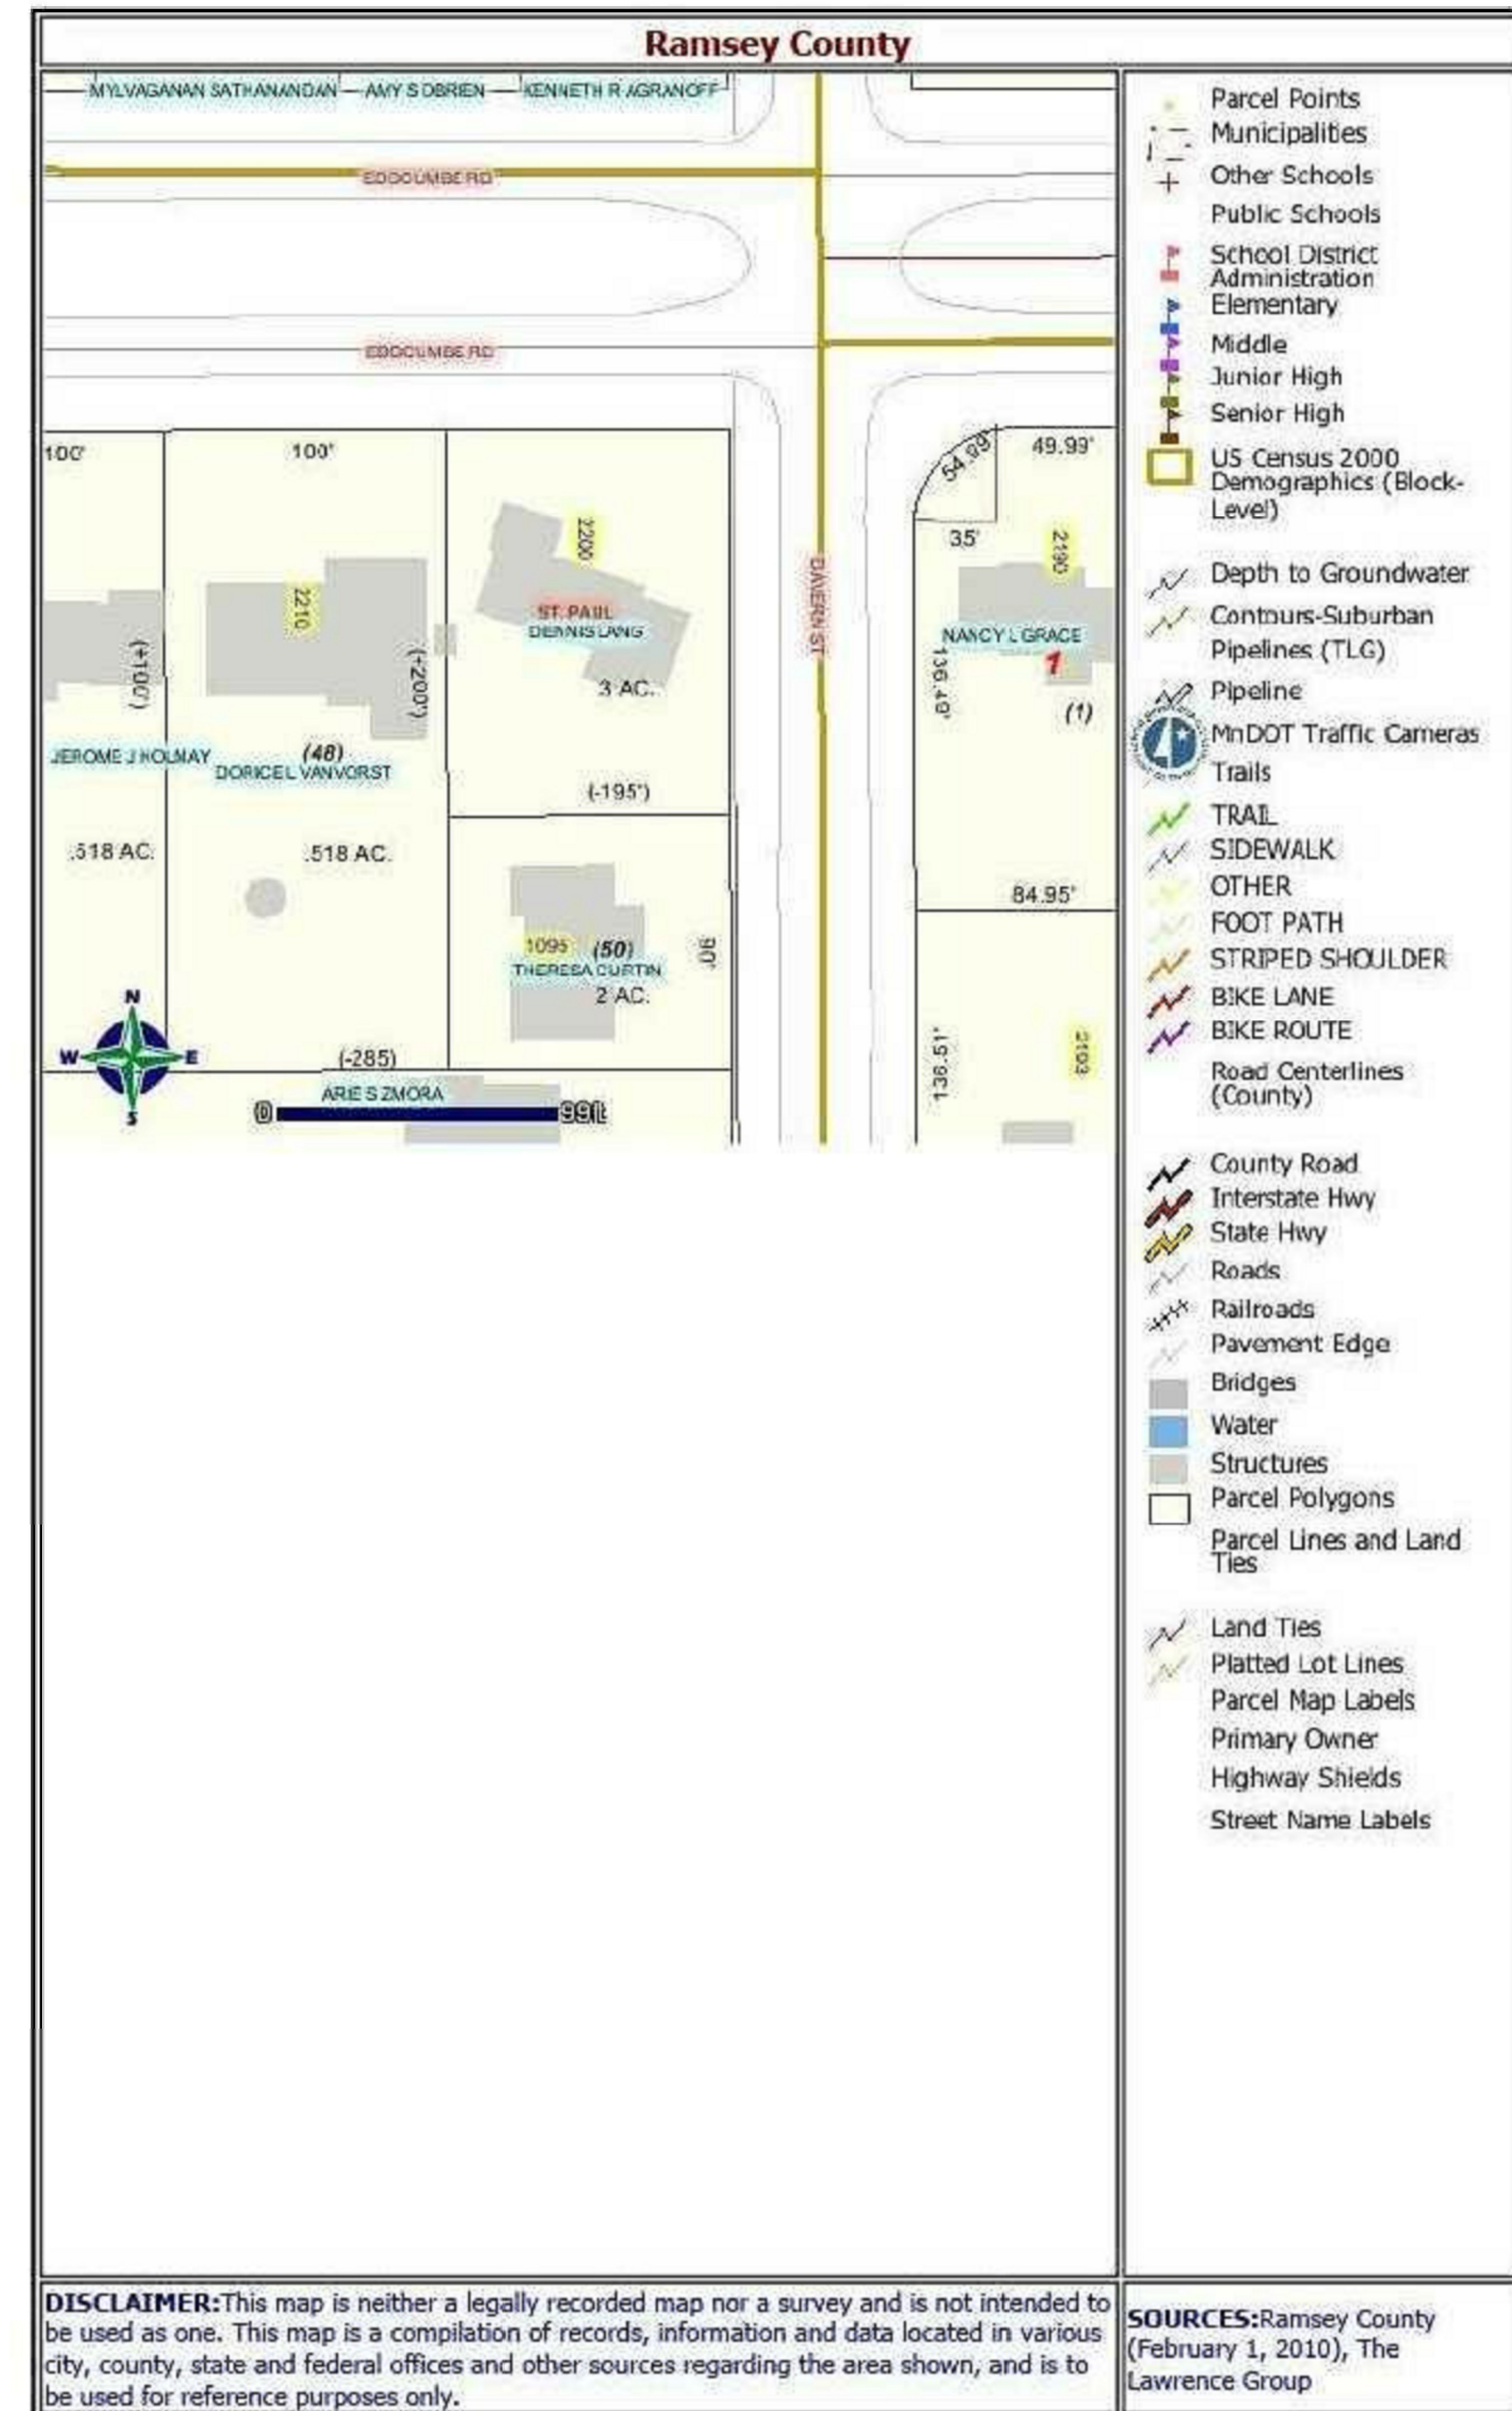 Ramsey County
MYLVAGANAN SATHANANDAN
AMY S OBRIEN
KENNETH R AGRANOFF
EDGCUMBE RD
EDGCUMBE RD
100'
100'
54.99'
49.99'
35'
2200
2190
2210
DAVERN ST
ST. PAUL
DENNIS LANG
NANCY L GRACE
1
(+100')
(+200')
136.49'
3 AC.
(1)
JEROME J HOLNAY
(48)
DORICE L VANVORST
(-195')
.518 AC.
.518 AC.
84.95'
1095
(50)
90'
THERESA CURTIN
2 AC.
N
W
E
S
(-285)
136.51'
2193
ARIE S ZMORA
0
99ft
Parcel Points
Municipalities
Other Schools
Public Schools
School District
Administration
Elementary
Middle
Junior High
Senior High
US Census 2000
Demographics (Block-
Level)
Depth to Groundwater
Contours-Suburban
Pipelines (TLG)
Pipeline
MnDOT Traffic Cameras
Trails
TRAIL
SIDEWALK
OTHER
FOOT PATH
STRIPED SHOULDER
BIKE LANE
BIKE ROUTE
Road Centerlines
(County)
County Road
Interstate Hwy
State Hwy
Roads
Railroads
Pavement Edge
Bridges
Water
Structures
Parcel Polygons
Parcel Lines and Land
Ties
Land Ties
Platted Lot Lines
Parcel Map Labels
Primary Owner
Highway Shields
Street Name Labels
DISCLAIMER:This map is neither a legally recorded map nor a survey and is not intended to
be used as one. This map is a compilation of records, information and data located in various
city, county, state and federal offices and other sources regarding the area shown, and is to
be used for reference purposes only.
SOURCES:Ramsey County
(February 1, 2010), The
Lawrence Group